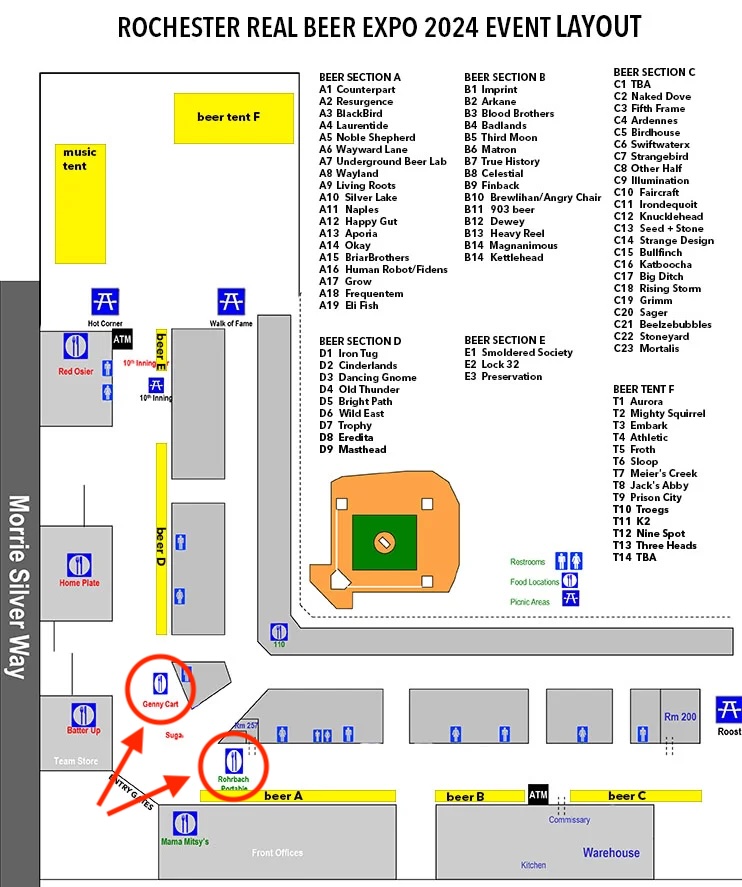 ROCHESTER REAL BEER EXPO 2024 EVENT LAYOUT
BEER SECTION A
A1 Counterpart
A2 Resurgence
A3 BlackBird
A4 Laurentide
A5 Noble Shepherd
A6 Wayward Lane
A7 Underground Beer Lab
A8 Wayland
A9 Living Roots
A10 Silver Lake
A11 Naples
A12 Happy Gut
A13 Aporia
A14 Okay
A15 BriarBrothers
A16 Human Robot/Fidens
A17 Grow
A18 Frequentem
A19 Eli Fish
BEER SECTION B
B1 Imprint
B2 Arkane
B3 Blood Brothers
B4 Badlands
B5 Third Moon
B6 Matron
B7 True History
B8 Celestial
B9 Finback
B10 Brewlihan/Angry Chair
B11 903 beer
B12 Dewey
B13 Heavy Reel
B14 Magnanimous
B14 Kettlehead
BEER SECTION C
C1 TBA
C2 Naked Dove
C3 Fifth Frame
C4 Ardennes
C5 Birdhouse
C6 Swiftwaterx
C7 Strangebird
C8 Other Half
C9 Illumination
C10 Faircraft
C11 Irondequoit
C12 Knucklehead
C13 Seed + Stone
C14 Strange Design
C15 Bullfinch
C16 Katboocha
C17 Big Ditch
C18 Rising Storm
C19 Grimm
C20 Sager
C21 Beelzebubbles
C22 Stoneyard
C23 Mortalis
BEER SECTION D
D1 Iron Tug
D2 Cinderlands
D3 Dancing Gnome
D4 Old Thunder
D5 Bright Path
D6 Wild East
D7 Trophy
D8 Eredita
D9 Masthead
BEER SECTION E
E1 Smoldered Society
E2 Lock 32
E3 Preservation
BEER TENT F
T1 Aurora
T2 Mighty Squirrel
T3 Embark
T4 Athletic
T5 Froth
T6 Sloop
T7 Meier's Creek
T8 Jack's Abby
T9 Prison City
T10 Troegs
T11 K2
T12 Nine Spot
T13 Three Heads
T14 TBA
beer tent F
music
tent
Hot Corner
Walk of Fame
ATM
Red Osier
beer E
10th Inning
10th Inning
Morrie Silver Way
beer D
Home Plate
Restrooms
Food Locations
Picnic Areas
110
Genny Cart
Batter Up
Suga
Team Store
Rm 257
Rm 200
Roost
Rohrbach
Portable
ENTRY GATES
beer A
beer B
ATM
beer C
Mama Mitsy's
Front Offices
Commissary
Warehouse
Kitchen